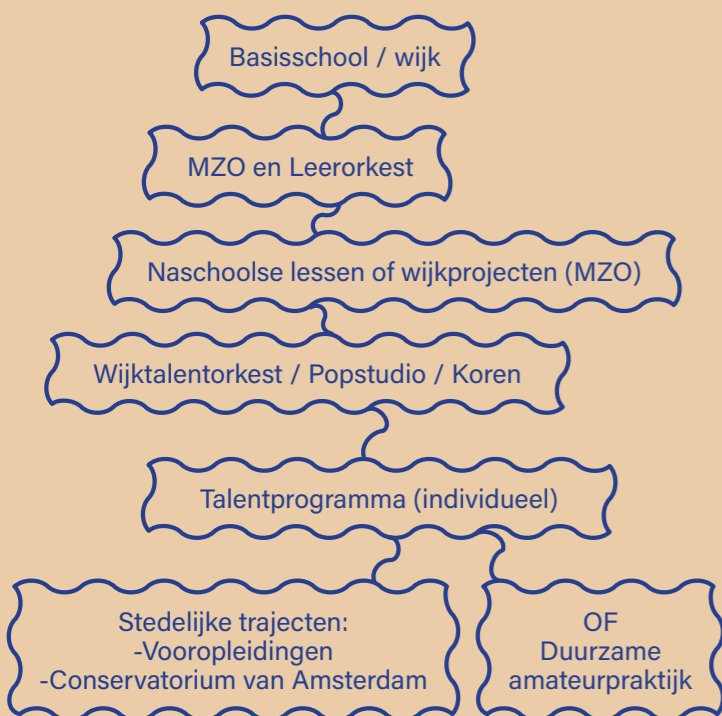 Basisschool / wijk
MZO en Leerorkest
Naschoolse lessen of wijkprojecten (MZO)
Wijktalentorkest / Popstudio / Koren
Talentprogramma (individueel)
Stedelijke trajecten:
-Vooropleidingen
-Conservatorium van Amsterdam
OF
Duurzame
amateurpraktijk